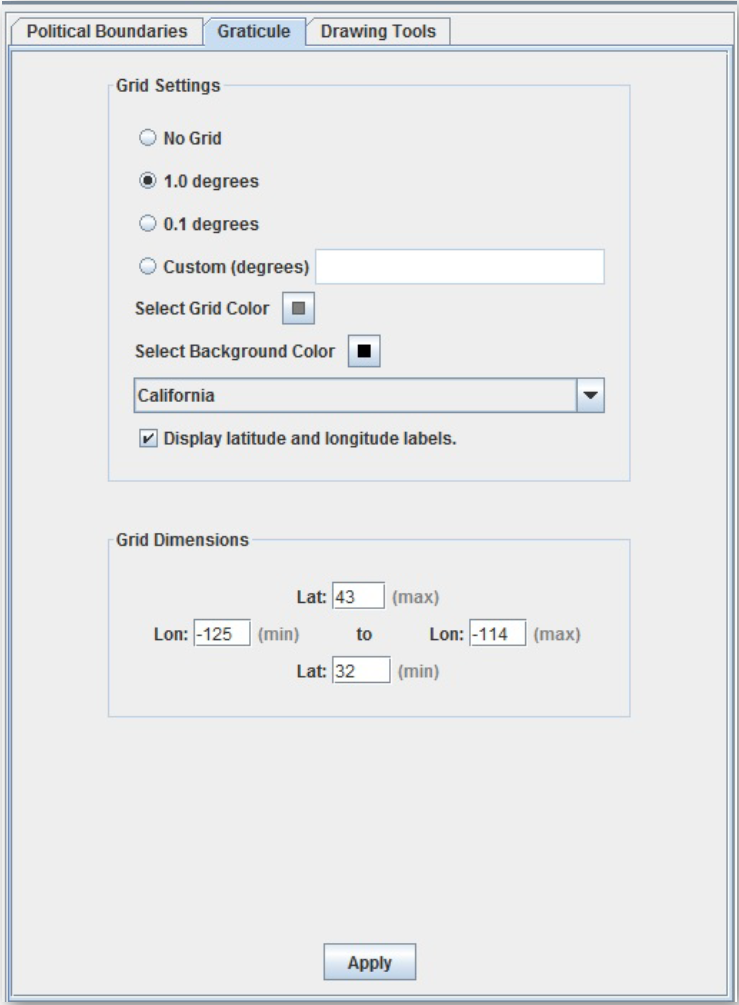 Political Boundaries Graticule Drawing Tools
Grid Settings
No Grid
1.0 degrees
0.1 degrees
Custom (degrees)
Select Grid Color
Select Background Color
California
Display latitude and longitude labels.
Grid Dimensions
Lat: 43 (max)
Lon: -125 (min) to Lon: -114 (max)
Lat: 32 (min)
Apply